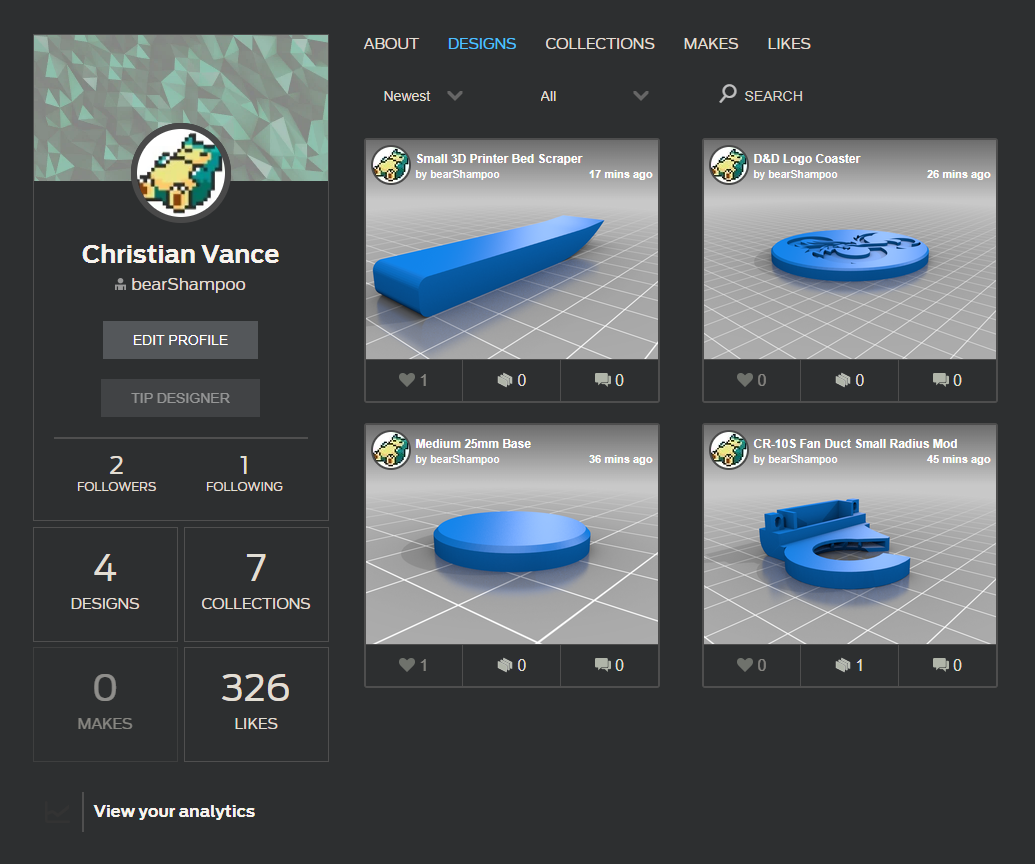 ABOUT DESIGNS COLLECTIONS MAKES LIKES
Newest All SEARCH
Christian Vance
bearShampoo
EDIT PROFILE
TIP DESIGNER
2 1
FOLLOWERS FOLLOWING
4 7
DESIGNS COLLECTIONS
0 326
MAKES LIKES
View your analytics
Small 3D Printer Bed Scraper
by bearShampoo 17 mins ago
1 0 0
D&D Logo Coaster
by bearShampoo 26 mins ago
0 0 0
Medium 25mm Base
by bearShampoo 36 mins ago
1 0 0
CR-10S Fan Duct Small Radius Mod
by bearShampoo 45 mins ago
0 1 0